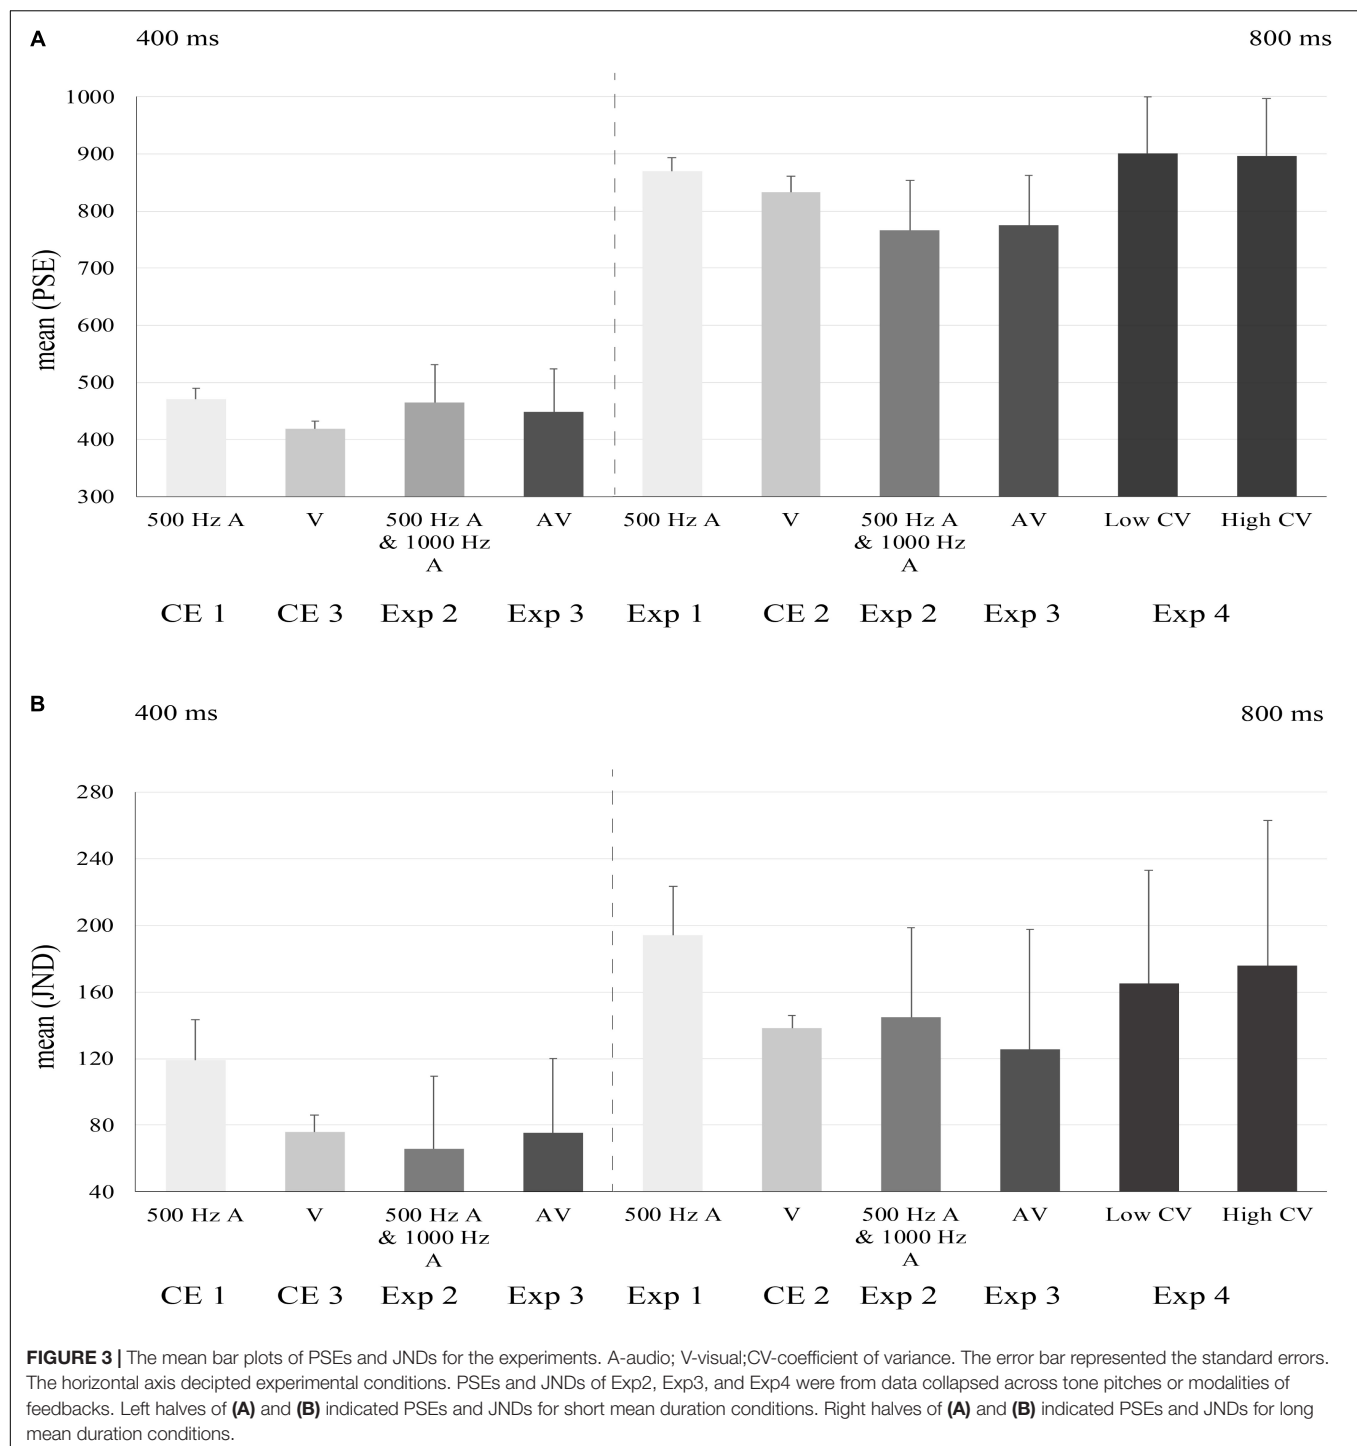 A
400 ms
800 ms
mean (PSE)
1000
900
800
700
600
500
400
300
500 Hz A
V
500 Hz A
& 1000 Hz
A
AV
500 Hz A
V
500 Hz A
& 1000 Hz
A
AV
Low CV
High CV
CE 1
CE 3
Exp 2
Exp 3
Exp 1
CE 2
Exp 2
Exp 3
Exp 4
B
400 ms
800 ms
mean (JND)
280
240
200
160
120
80
40
500 Hz A
V
500 Hz A
& 1000 Hz
A
AV
500 Hz A
V
500 Hz A
& 1000 Hz
A
AV
Low CV
High CV
CE 1
CE 3
Exp 2
Exp 3
Exp 1
CE 2
Exp 2
Exp 3
Exp 4
FIGURE 3 | The mean bar plots of PSEs and JNDs for the experiments. A-audio; V-visual;CV-coefficient of variance. The error bar represented the standard errors.
The horizontal axis decipted experimental conditions. PSEs and JNDs of Exp2, Exp3, and Exp4 were from data collapsed across tone pitches or modalities of
feedbacks. Left halves of (A) and (B) indicated PSEs and JNDs for short mean duration conditions. Right halves of (A) and (B) indicated PSEs and JNDs for long
mean duration conditions.